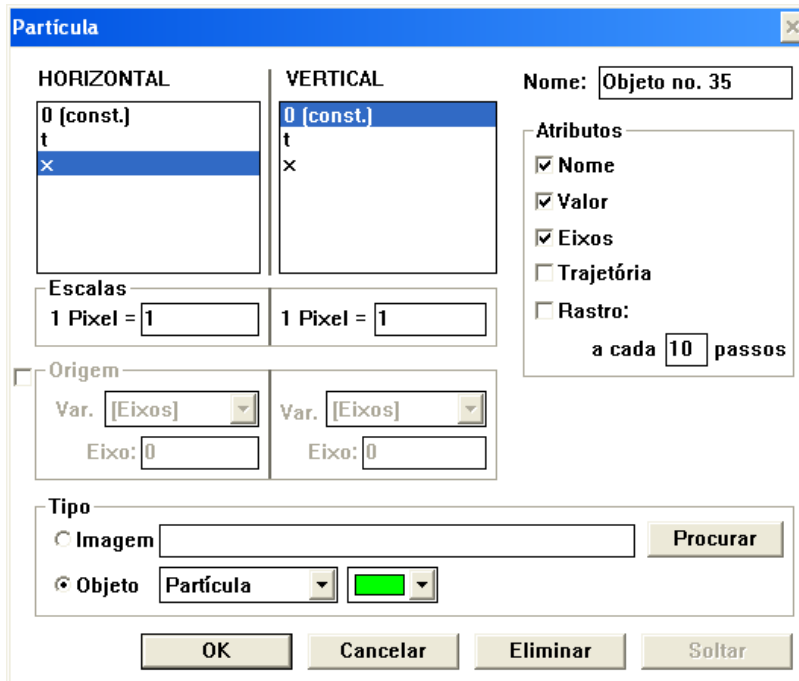 Partícula
HORIZONTAL
VERTICAL
Nome: Objeto no. 35
0 (const.)
t
x
0 (const.)
t
x
Atributos
Nome
Valor
Eixos
Trajetória
Rastro:
a cada 10 passos
Escalas
1 Pixel = 1
1 Pixel = 1
Origem
Var. [Eixos]
Var. [Eixos]
Eixo: 0
Eixo: 0
Tipo
Imagem
Procurar
Objeto Partícula
OK
Cancelar
Eliminar
Soltar